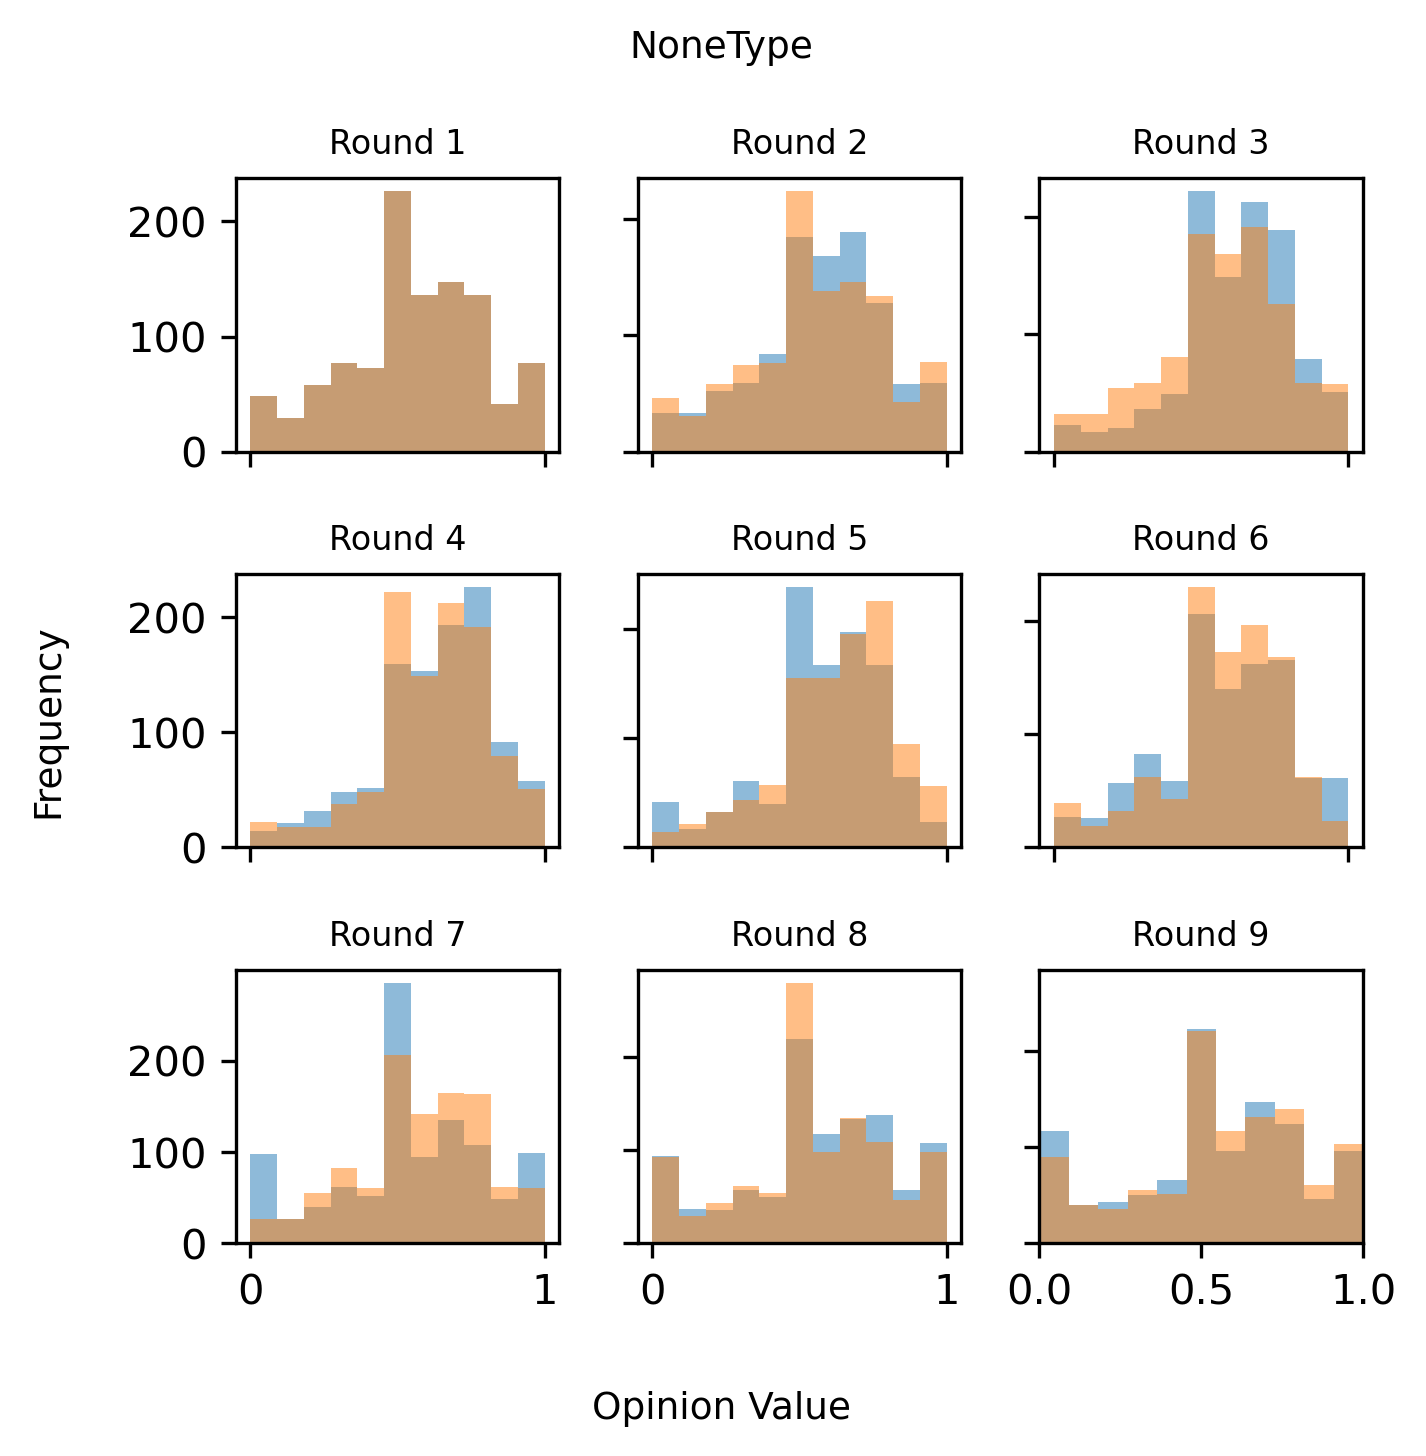 NoneType
Round 1
Round 2
Round 3
200
100
0
Round 4
Round 5
Round 6
200
100
0
Frequency
Round 7
Round 8
Round 9
200
100
0
0 1
0 1
0.0 0.5 1.0
Opinion Value